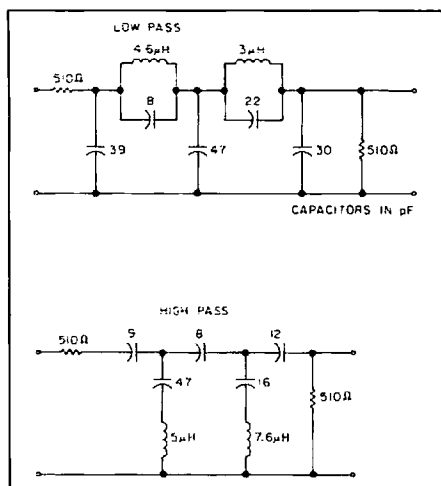 LOW PASS
4.6µH 3µH
510Ω
8 22
39 47 30 510Ω
CAPACITORS IN pF
HIGH PASS
510Ω 9 8 12
47 16 510Ω
5µH 7.6µH